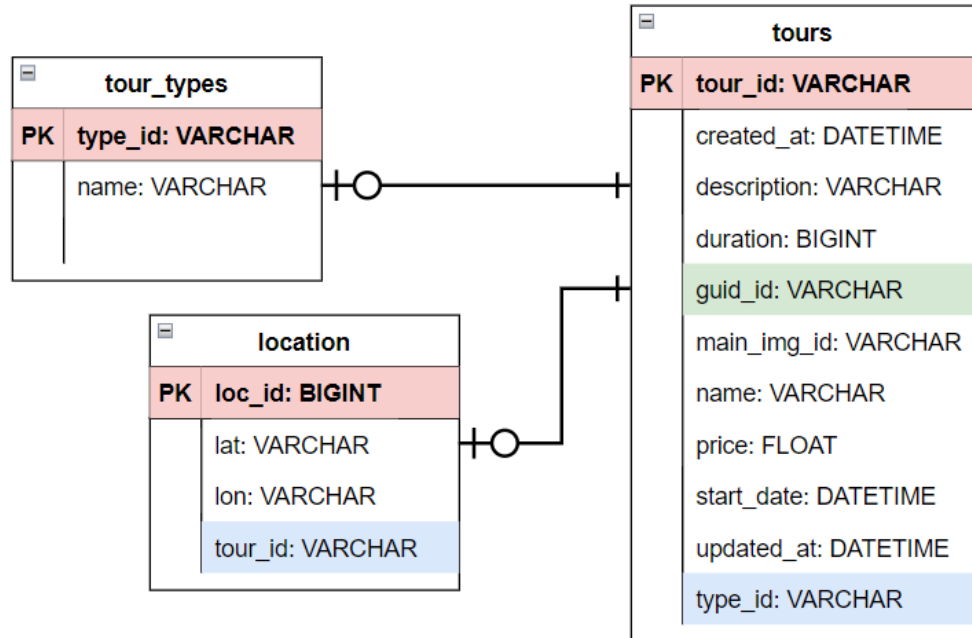 tour_types
PK type_id: VARCHAR
name: VARCHAR
location
PK loc_id: BIGINT
lat: VARCHAR
lon: VARCHAR
tour_id: VARCHAR
tours
PK tour_id: VARCHAR
created_at: DATETIME
description: VARCHAR
duration: BIGINT
guid_id: VARCHAR
main_img_id: VARCHAR
name: VARCHAR
price: FLOAT
start_date: DATETIME
updated_at: DATETIME
type_id: VARCHAR